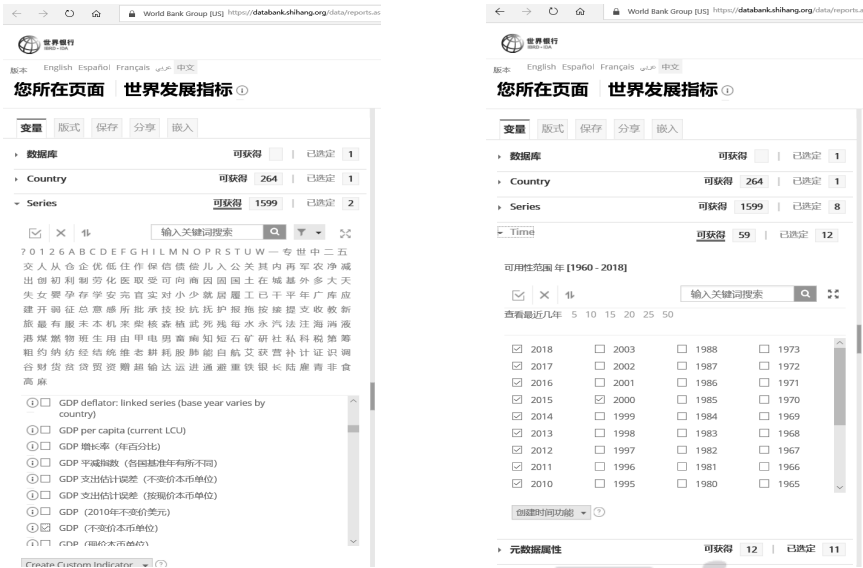 World Bank Group [US] https://databank.shihang.org/data/reports.as
世界银行
IBRD • IDA
版本 English Español Français عربي 中文
您所在页面 世界发展指标
变量 版式 保存 分享 嵌入
数据库 可获得 | 已选定 1
Country 可获得 264 | 已选定 1
Series 可获得 1599 | 已选定 2
输入关键词搜索
? 0 1 2 6 A B C D E F G H I L M N O P R S T U W 一 专 世 中 二 五
交 人 从 仓 企 优 低 住 作 保 信 债 偿 儿 入 公 关 其 内 再 军 农 净 减
出 创 初 利 制 劳 化 医 取 受 可 向 商 因 固 国 土 在 城 基 外 多 大 天
失 女 婴 孕 存 学 安 完 官 实 对 小 少 就 居 履 工 已 干 平 年 广 库 应
建 开 弱 征 总 意 感 所 批 承 技 投 抗 抚 护 报 拖 按 接 提 支 收 教 新
旅 最 有 服 未 本 机 来 柴 核 森 植 武 死 残 每 水 永 汽 法 注 海 消 液
港 煤 燃 物 班 生 用 由 甲 电 男 畜 痢 知 短 石 矿 研 社 私 科 税 第 筹
粗 约 纳 纺 经 结 统 维 老 耕 耗 股 肺 能 自 航 艾 获 营 补 计 证 识 调
谷 财 货 贫 贷 贸 资 赠 超 输 达 运 进 通 避 重 铁 银 长 陆 雇 青 非 食
高 麻
GDP deflator: linked series (base year varies by
country)
GDP per capita (current LCU)
GDP 增长率（年百分比）
GDP 平减指数（各国基准年有所不同）
GDP 支出估计误差（不变价本币单位）
GDP 支出估计误差（按现价本币单位）
GDP（2010年不变价美元）
GDP（不变价本币单位）
GDP（现价本币单位）
Create Custom Indicator
World Bank Group [US] https://databank.shihang.org/data/reports.a
世界银行
IBRD • IDA
版本 English Español Français عربي 中文
您所在页面 世界发展指标
变量 版式 保存 分享 嵌入
数据库 可获得 | 已选定 1
Country 可获得 264 | 已选定 1
Series 可获得 1599 | 已选定 8
Time 可获得 59 | 已选定 12
可用性范围 年 [1960 - 2018]
输入关键词搜索
查看最近几年 5 10 15 20 25 50
2018 2003 1988 1973
2017 2002 1987 1972
2016 2001 1986 1971
2015 2000 1985 1970
2014 1999 1984 1969
2013 1998 1983 1968
2012 1997 1982 1967
2011 1996 1981 1966
2010 1995 1980 1965
创建时间功能
元数据属性 可获得 12 | 已选定 11